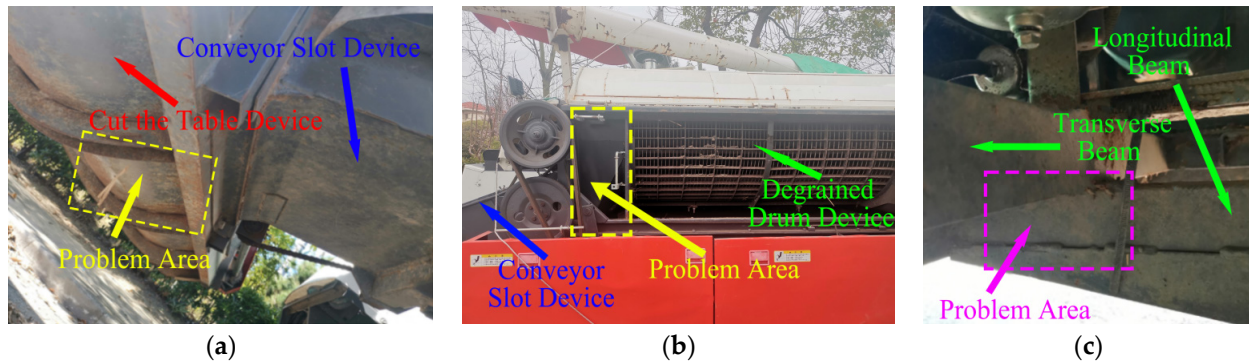 Conveyor Slot Device
Cut the Table Device
Problem Area
(a)
Degrained
Drum Device
Conveyor
Slot Device
Problem Area
(b)
Longitudinal
Beam
Transverse
Beam
Problem Area
(c)